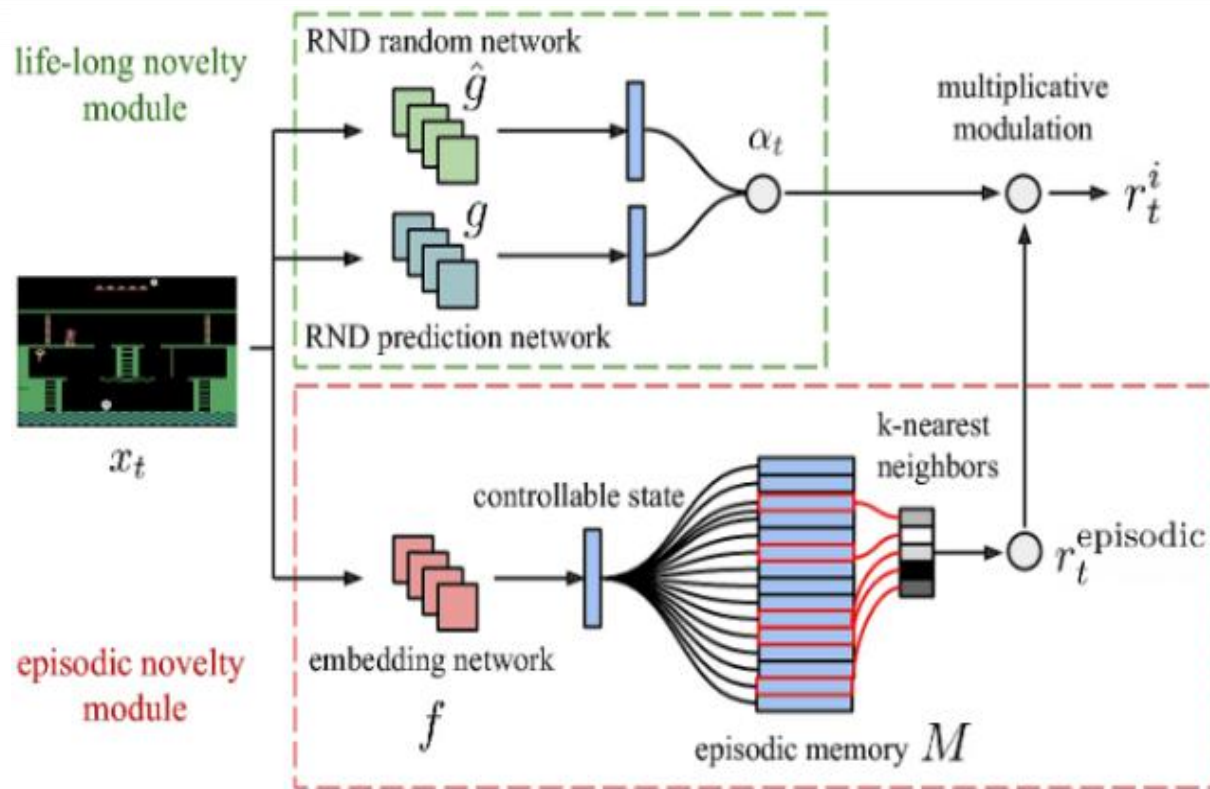 life-long novelty
module
RND random network
ĝ
g
RND prediction network
α_t
multiplicative
modulation
r_t^i
x_t
controllable state
k-nearest
neighbors
r_t^episodic
episodic novelty
module
embedding network
f
episodic memory M